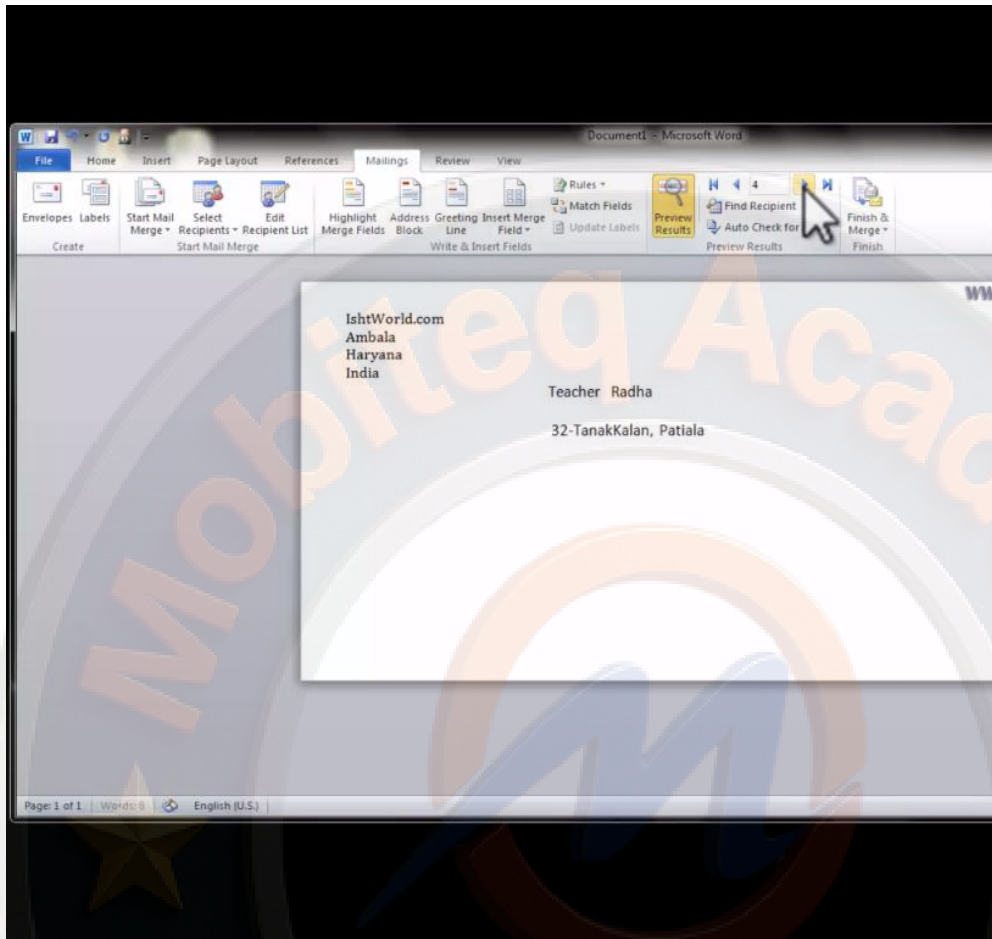 Document1 - Microsoft Word
File Home Insert Page Layout References Mailings Review View
Envelopes Labels
Create
Start Mail Merge
Select Recipients
Edit Recipient List
Start Mail Merge
Highlight Merge Fields
Address Block
Greeting Line
Insert Merge Field
Rules
Match Fields
Update Labels
Write & Insert Fields
Preview Results
4
Find Recipient
Auto Check for
Preview Results
Finish & Merge
Finish
IshtWorld.com
Ambala
Haryana
India
Teacher Radha
32-TanakKalan, Patiala
Mobiteq
Page: 1 of 1 Words: 8 English (U.S.)